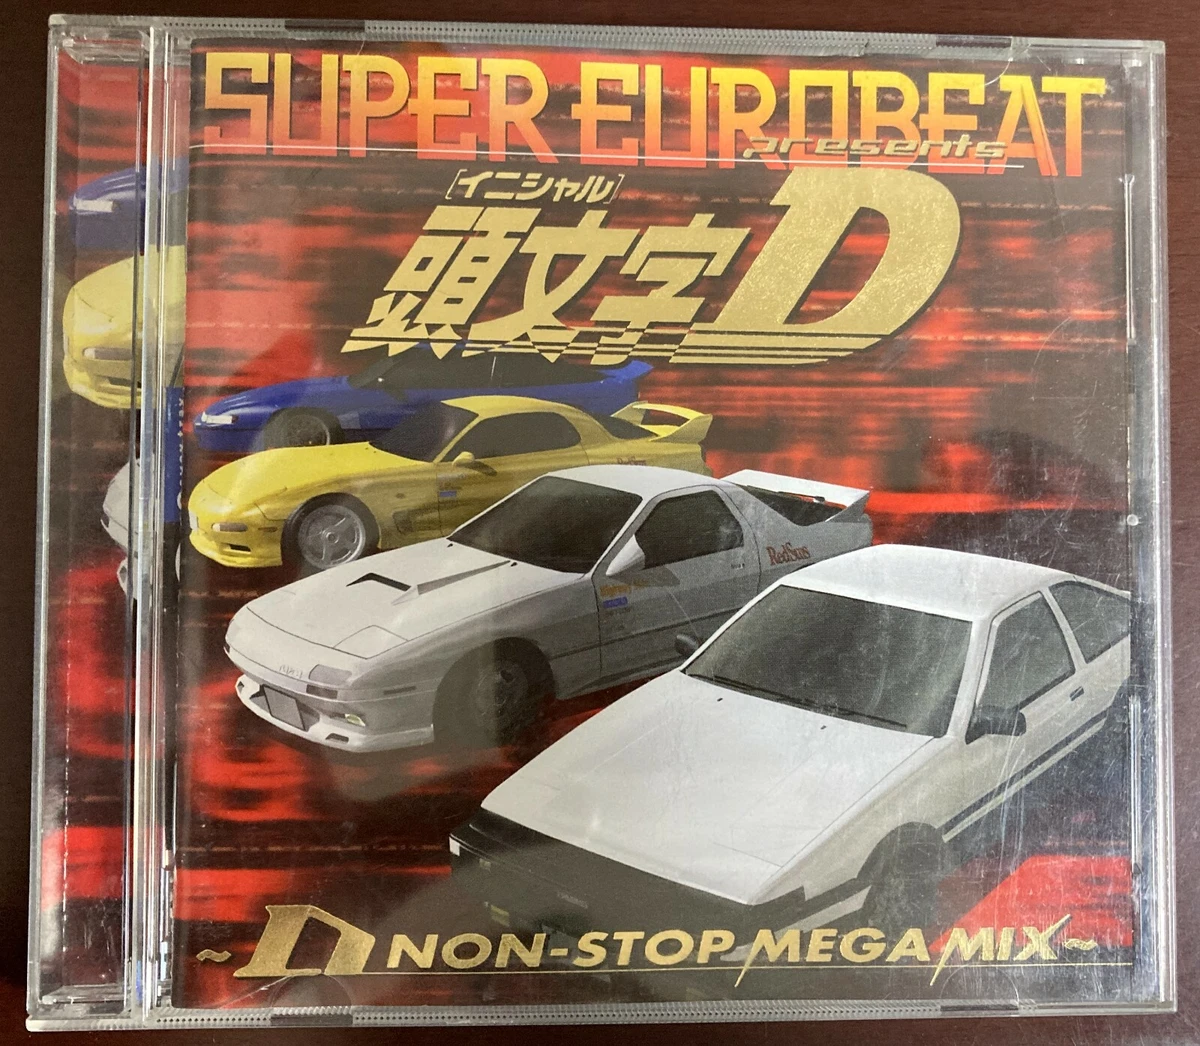 SUPER EUROBEAT
presents
[イニシャル]
頭文字D
RedSuns
~D NON-STOP MEGA MIX~